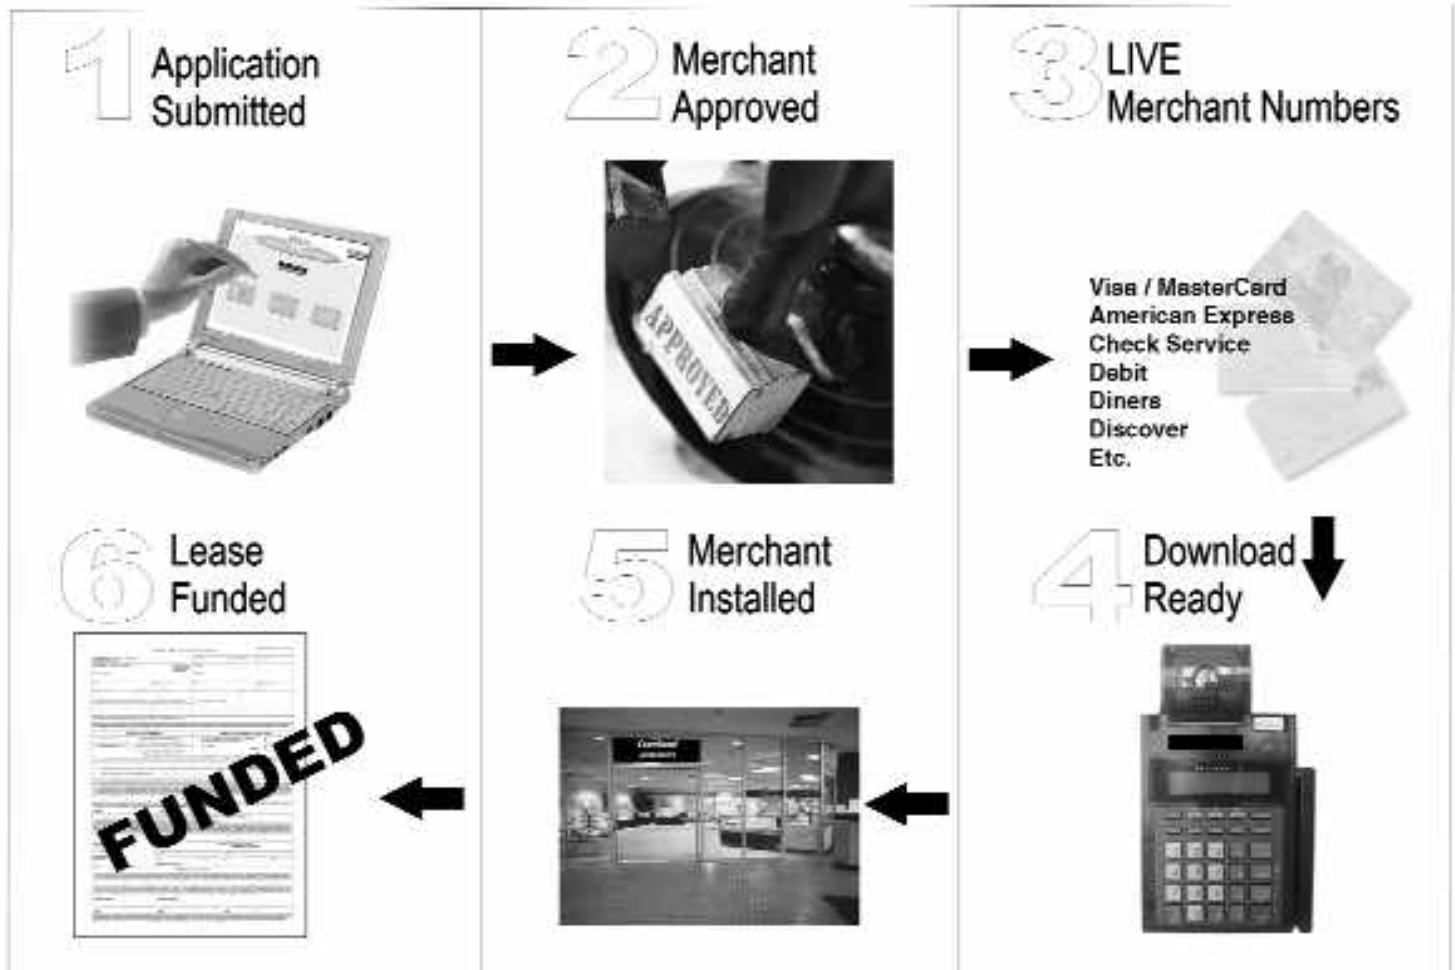 1 Application
Submitted
2 Merchant
Approved
3 LIVE
Merchant Numbers
APPROVED
Visa / MasterCard
American Express
Check Service
Debit
Diners
Discover
Etc.
6 Lease
Funded
5 Merchant
Installed
4 Download
Ready
FUNDED